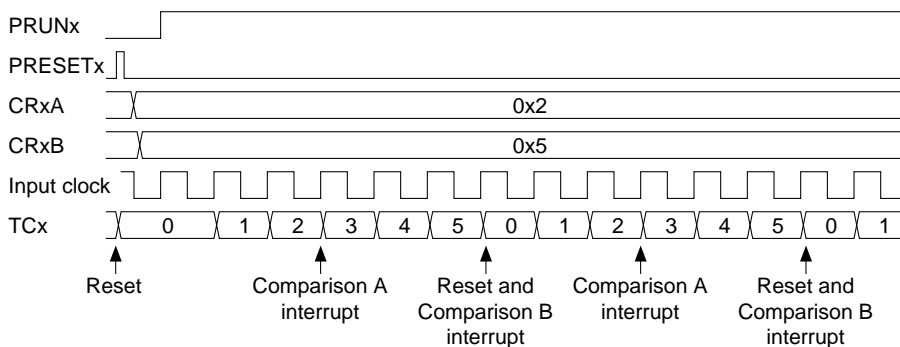 PRUNx
PRESETx
CRxA 0x2
CRxB 0x5
Input clock
TCx 0 1 2 3 4 5 0 1 2 3 4 5 0 1
Reset Comparison A Reset and Comparison A Reset and
interrupt Comparison B interrupt Comparison B
interrupt interrupt